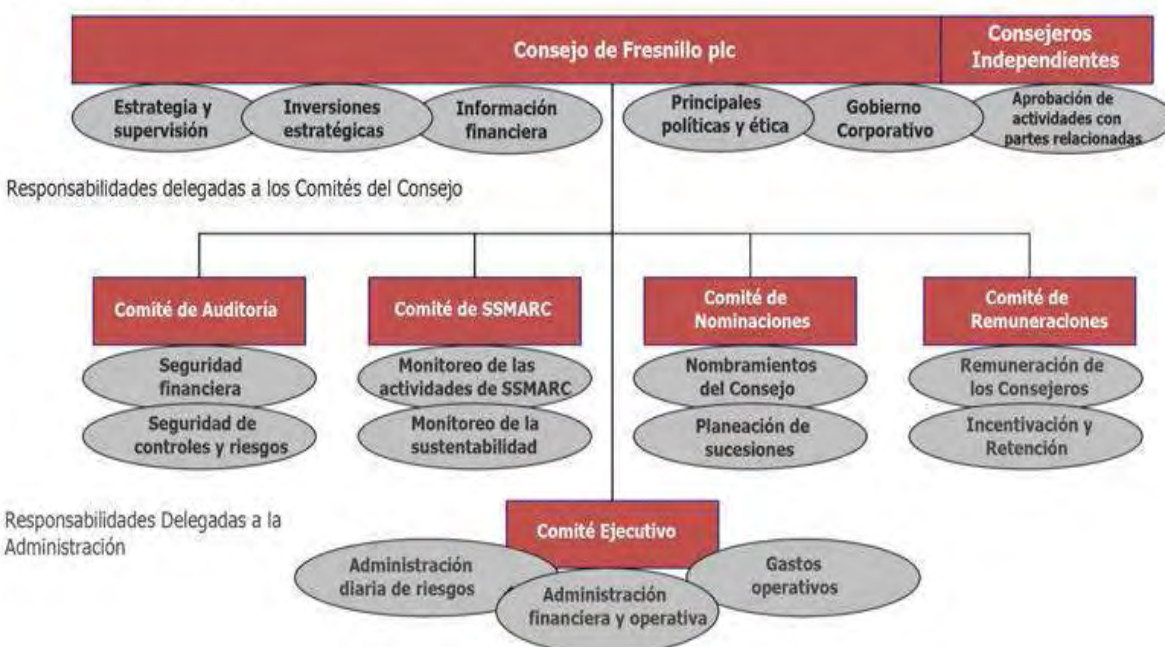 Consejo de Fresnillo plc
Consejeros
Independientes
Estrategia y
supervisión
Inversiones
estratégicas
Información
financiera
Principales
políticas y ética
Gobierno
Corporativo
Aprobación de
actividades con
partes relacionadas
Responsabilidades delegadas a los Comités del Consejo
Comité de Auditoría
Comité de SSMARC
Comité de
Nominaciones
Comité de
Remuneraciones
Seguridad
financiera
Monitoreo de las
actividades de SSMARC
Nombramientos
del Consejo
Remuneración de
los Consejeros
Seguridad de
controles y riesgos
Monitoreo de la
sustentabilidad
Planeación de
sucesiones
Incentivación y
Retención
Responsabilidades Delegadas a la
Administración
Comité Ejecutivo
Administración
diaria de riesgos
Administración
financiera y operativa
Gastos
operativos